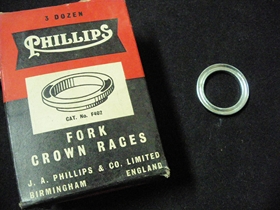 3 DOZEN
PHILLIPS
CAT. No. F402
FORK
CROWN RACES
J. A. PHILLIPS & CO. LIMITED
BIRMINGHAM ENGLAND